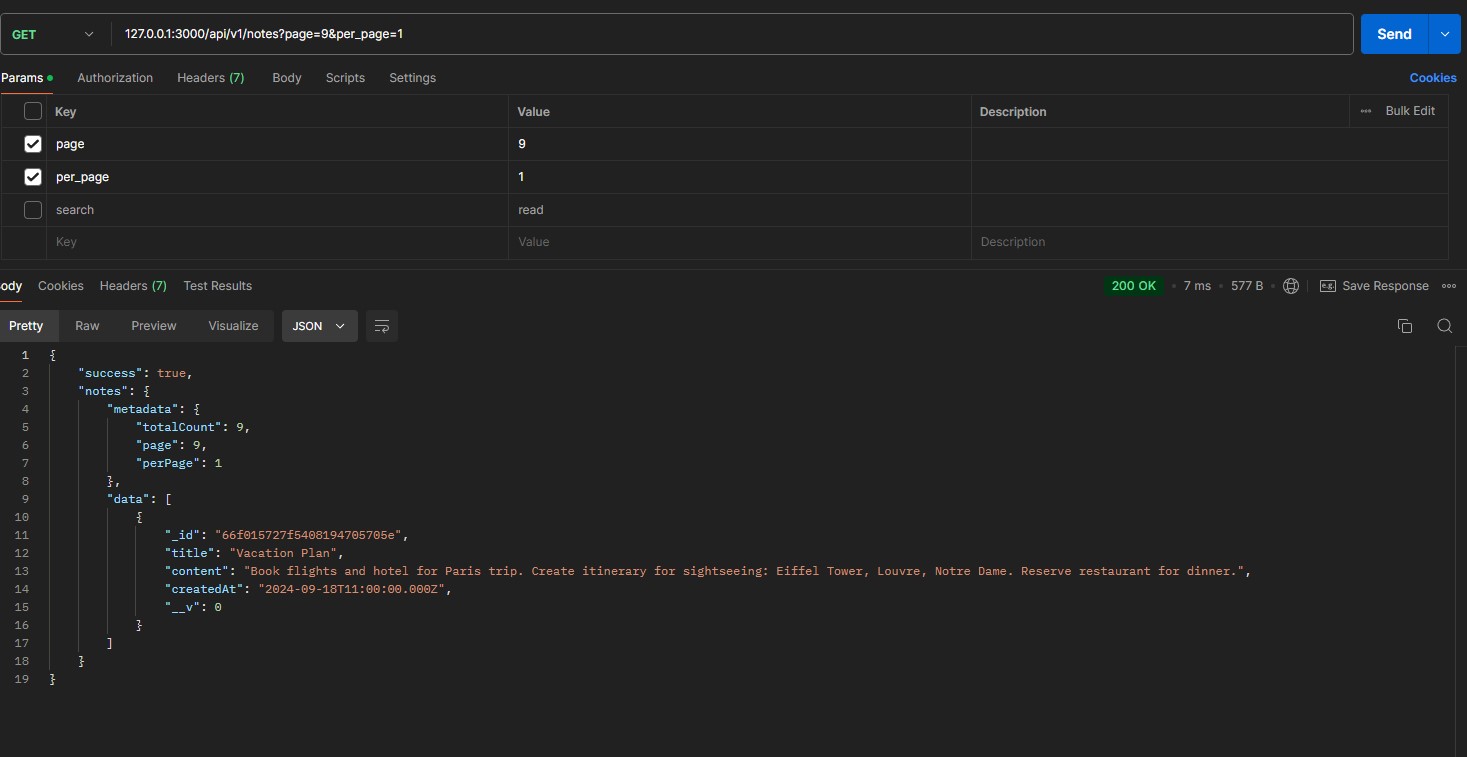 GET 127.0.0.1:3000/api/v1/notes?page=9&per_page=1 Send
Params Authorization Headers (7) Body Scripts Settings Cookies
Key Value Description Bulk Edit
page 9
per_page 1
search read
Key Value Description
ody Cookies Headers (7) Test Results 200 OK 7 ms 577 B e.g. Save Response
Pretty Raw Preview Visualize JSON
1 {
2 "success": true,
3 "notes": {
4 "metadata": {
5 "totalCount": 9,
6 "page": 9,
7 "perPage": 1
8 },
9 "data": [
10 {
11 "_id": "66f015727f5408194705705e",
12 "title": "Vacation Plan",
13 "content": "Book flights and hotel for Paris trip. Create itinerary for sightseeing: Eiffel Tower, Louvre, Notre Dame. Reserve restaurant for dinner.",
14 "createdAt": "2024-09-18T11:00:00.000Z",
15 "__v": 0
16 }
17 ]
18 }
19 }